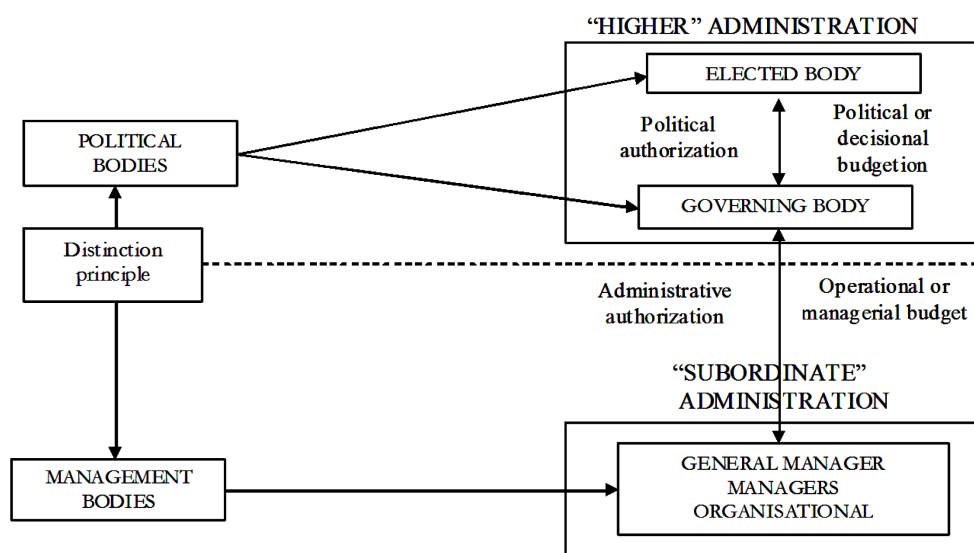 “HIGHER” ADMINISTRATION
ELECTED BODY
Political
authorization
Political or
decisional
budgetion
POLITICAL
BODIES
GOVERNING BODY
Distinction
principle
Administrative
authorization
Operational or
managerial budget
“SUBORDINATE”
ADMINISTRATION
MANAGEMENT
BODIES
GENERAL MANAGER
MANAGERS
ORGANISATIONAL